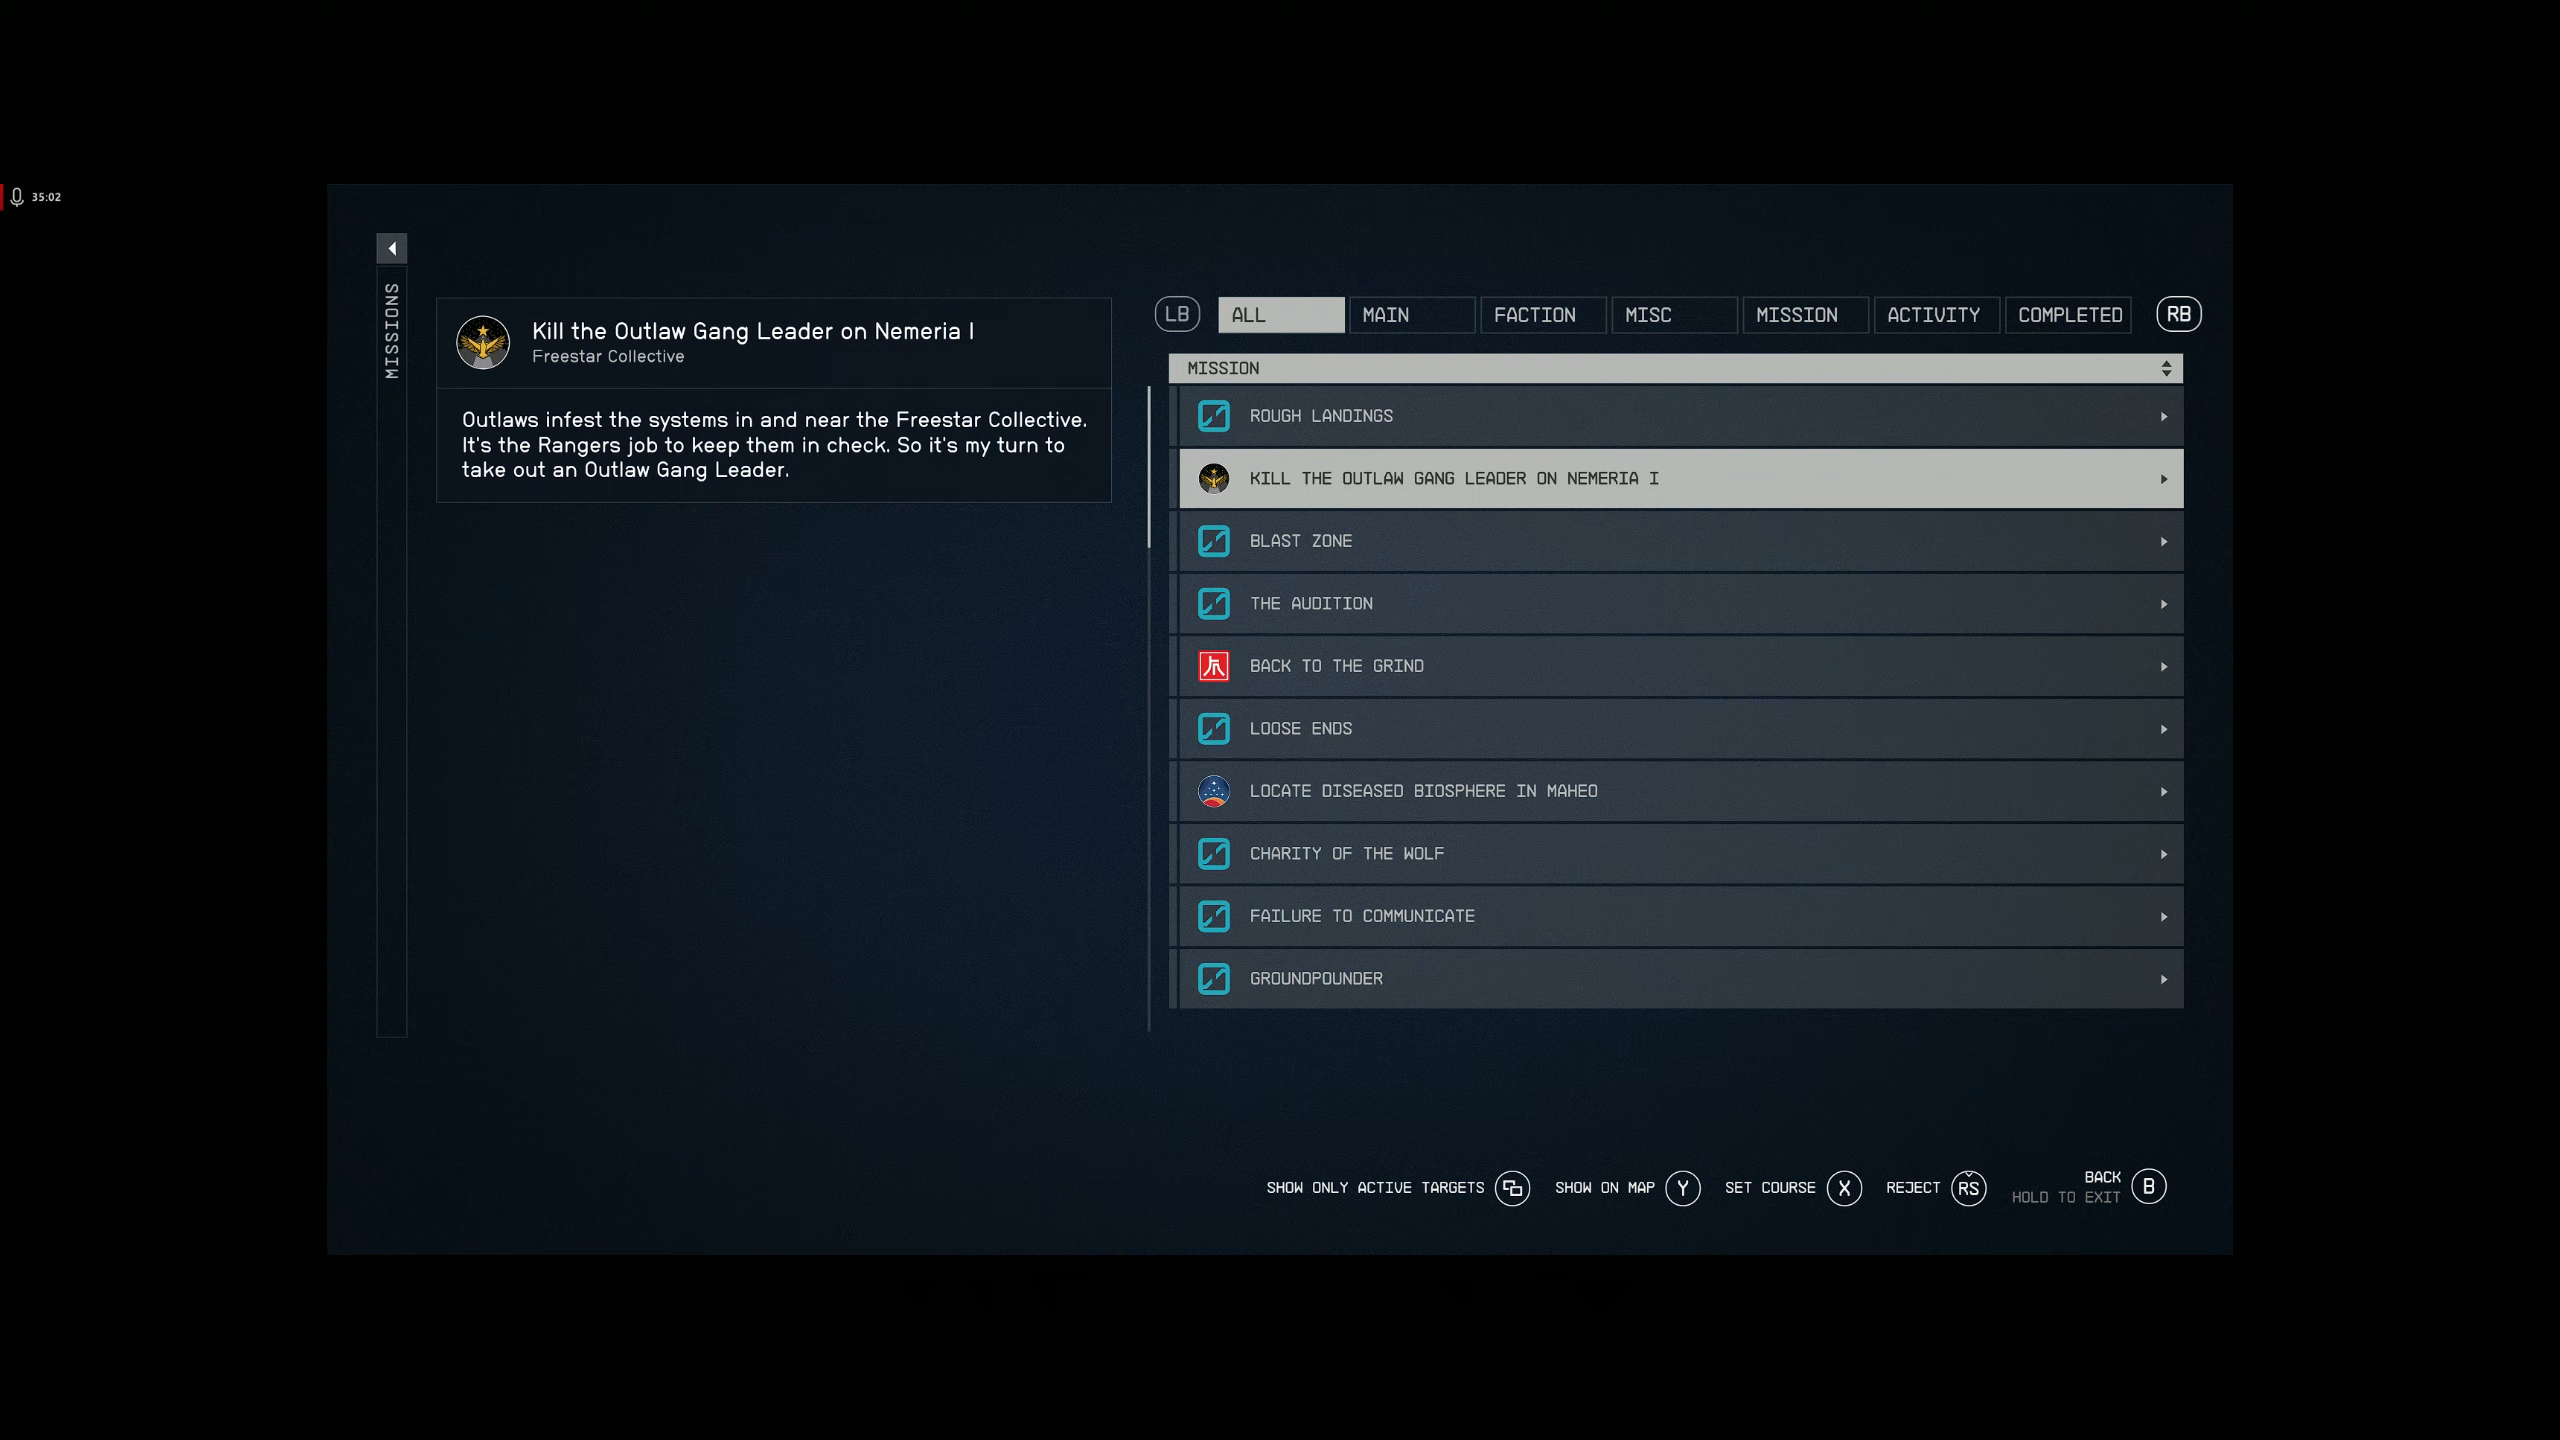 35:02
MISSIONS
Kill the Outlaw Gang Leader on Nemeria I
Freestar Collective
Outlaws infest the systems in and near the Freestar Collective.
It's the Rangers job to keep them in check. So it's my turn to
take out an Outlaw Gang Leader.
LB ALL MAIN FACTION MISC MISSION ACTIVITY COMPLETED RB
MISSION
ROUGH LANDINGS
KILL THE OUTLAW GANG LEADER ON NEMERIA I
BLAST ZONE
THE AUDITION
BACK TO THE GRIND
LOOSE ENDS
LOCATE DISEASED BIOSPHERE IN MAHEO
CHARITY OF THE WOLF
FAILURE TO COMMUNICATE
GROUNDPOUNDER
SHOW ONLY ACTIVE TARGETS SHOW ON MAP Y SET COURSE X REJECT RS BACK B
HOLD TO EXIT